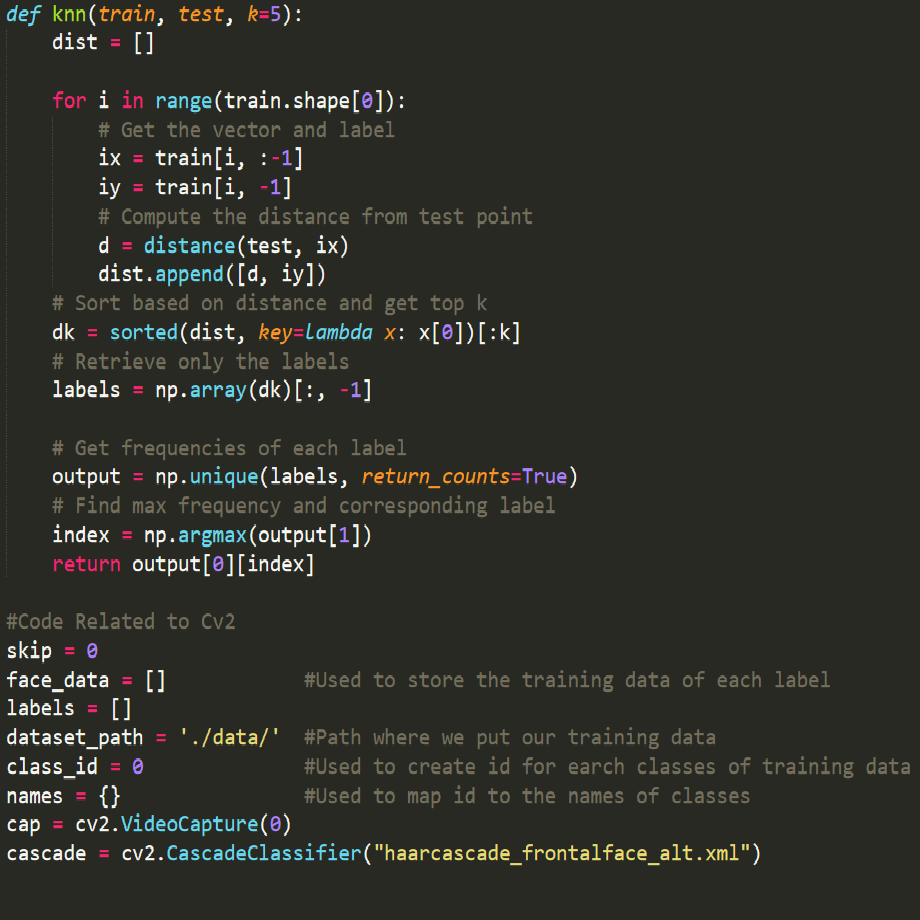 def knn(train, test, k=5):
    dist = []

    for i in range(train.shape[0]):
        # Get the vector and label
        ix = train[i, :-1]
        iy = train[i, -1]
        # Compute the distance from test point
        d = distance(test, ix)
        dist.append([d, iy])
    # Sort based on distance and get top k
    dk = sorted(dist, key=lambda x: x[0])[:k]
    # Retrieve only the labels
    labels = np.array(dk)[:, -1]

    # Get frequencies of each label
    output = np.unique(labels, return_counts=True)
    # Find max frequency and corresponding label
    index = np.argmax(output[1])
    return output[0][index]

#Code Related to Cv2
skip = 0
face_data = []            #Used to store the training data of each label
labels = []
dataset_path = './data/'  #Path where we put our training data
class_id = 0              #Used to create id for earch classes of training data
names = {}                #Used to map id to the names of classes
cap = cv2.VideoCapture(0)
cascade = cv2.CascadeClassifier("haarcascade_frontalface_alt.xml")